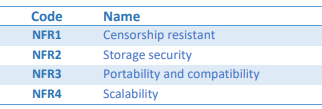 Code Name
NFR1 Censorship resistant
NFR2 Storage security
NFR3 Portability and compatibility
NFR4 Scalability